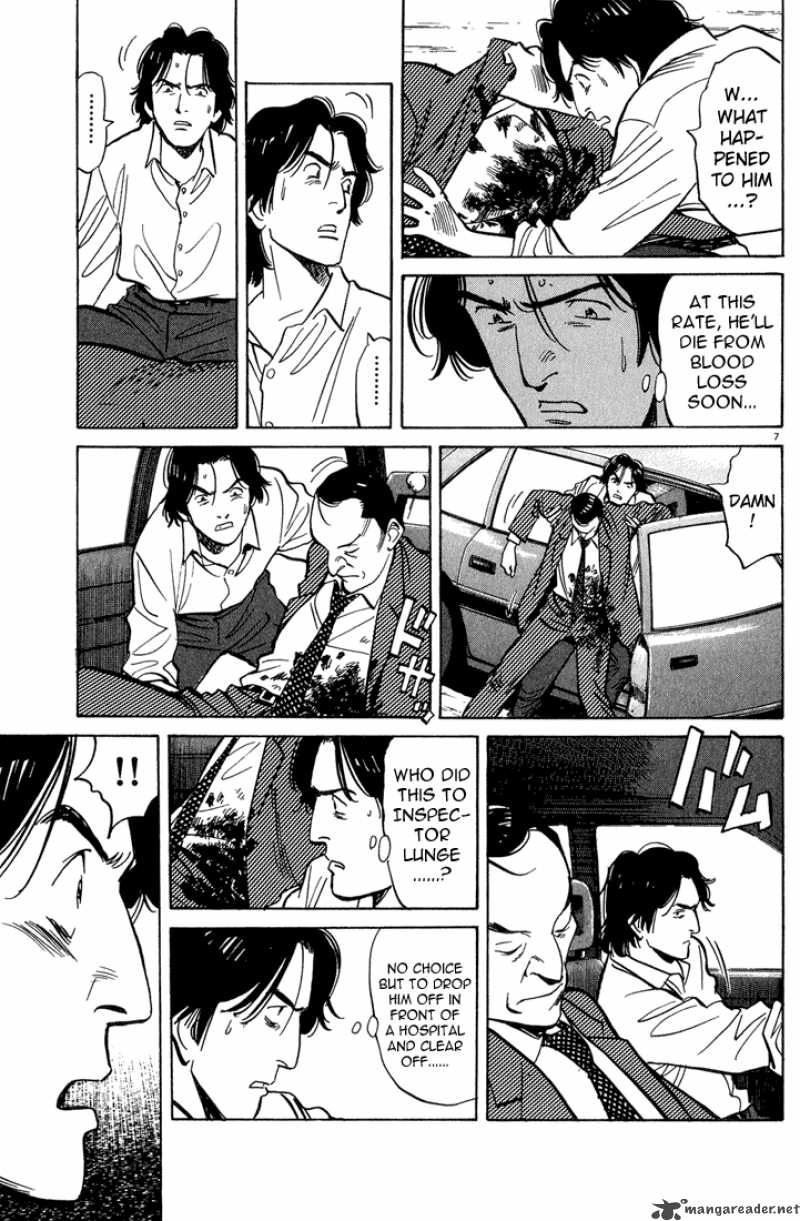 W...
WHAT
HAP-
PENED
TO HIM
...?
.........
.........
AT THIS
RATE, HE'LL
DIE FROM
BLOOD
LOSS
SOON...
7
DAMN
!
ドサッ
バム
WHO DID
THIS TO
INSPEC-
TOR
LUNGE
......?
NO CHOICE
BUT TO DROP
HIM OFF IN
FRONT OF
A HOSPITAL
AND CLEAR
OFF......
!!
mangareader.net